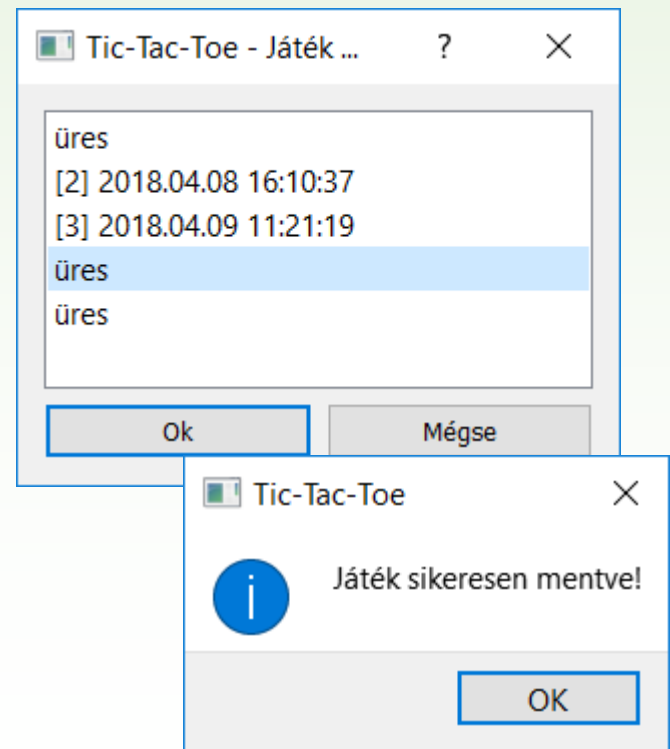 Tic-Tac-Toe - Játék ...
?
üres
[2] 2018.04.08 16:10:37
[3] 2018.04.09 11:21:19
üres
üres
Ok Mégse
Tic-Tac-Toe
Játék sikeresen mentve!
OK